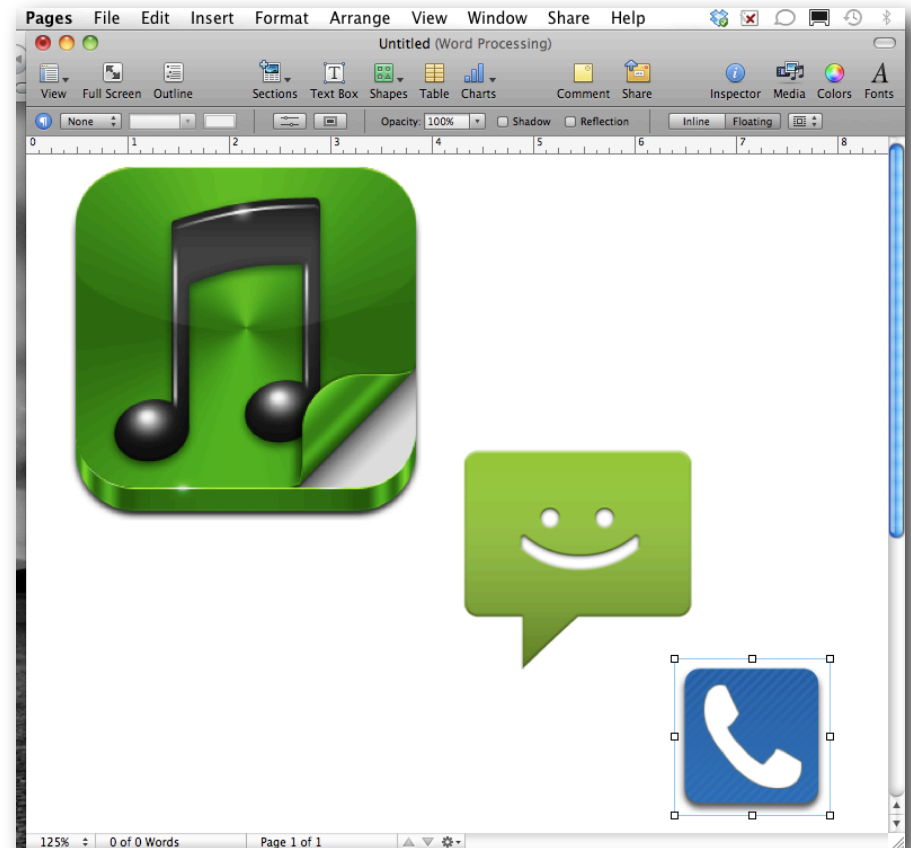 Pages File Edit Insert Format Arrange View Window Share Help
Untitled (Word Processing)
View Full Screen Outline Sections Text Box Shapes Table Charts Comment Share Inspector Media Colors Fonts
None Opacity: 100% Shadow Reflection Inline Floating
0 1 2 3 4 5 6 7 8
125% 0 of 0 Words Page 1 of 1